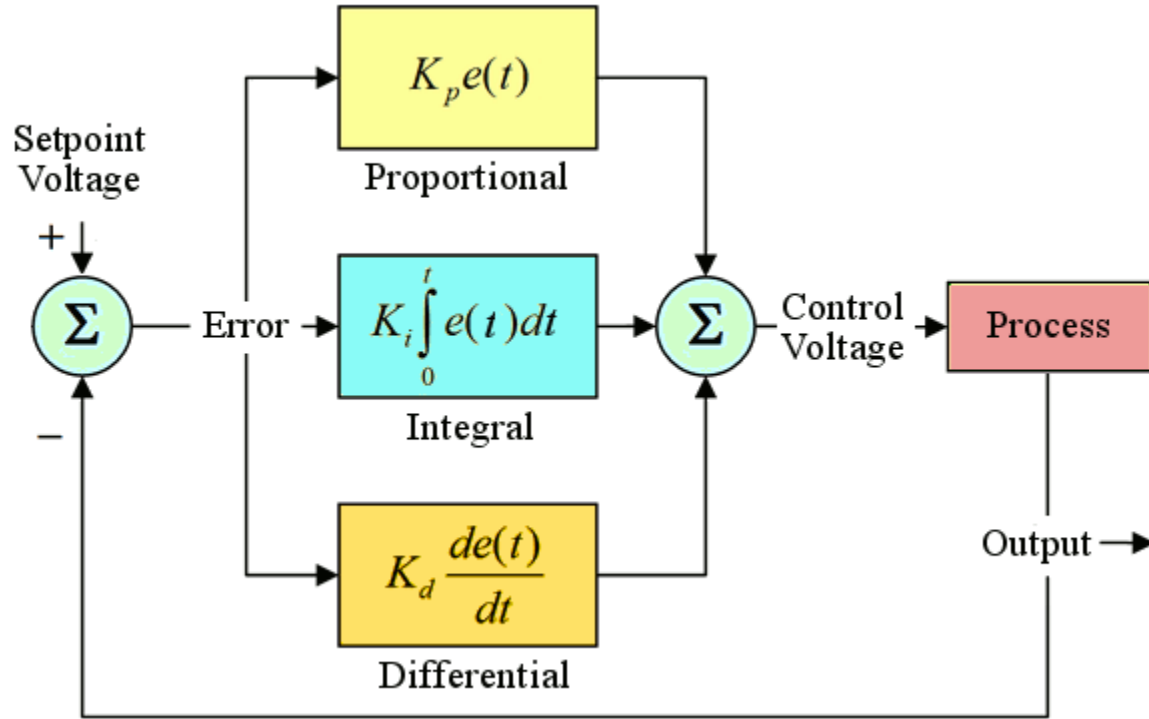 K_p e(t)
Proportional
Setpoint
Voltage
+
Σ
−
Error
K_i ∫_0^t e(t)dt
Integral
Σ
Control
Voltage
Process
K_d de(t)/dt
Differential
Output